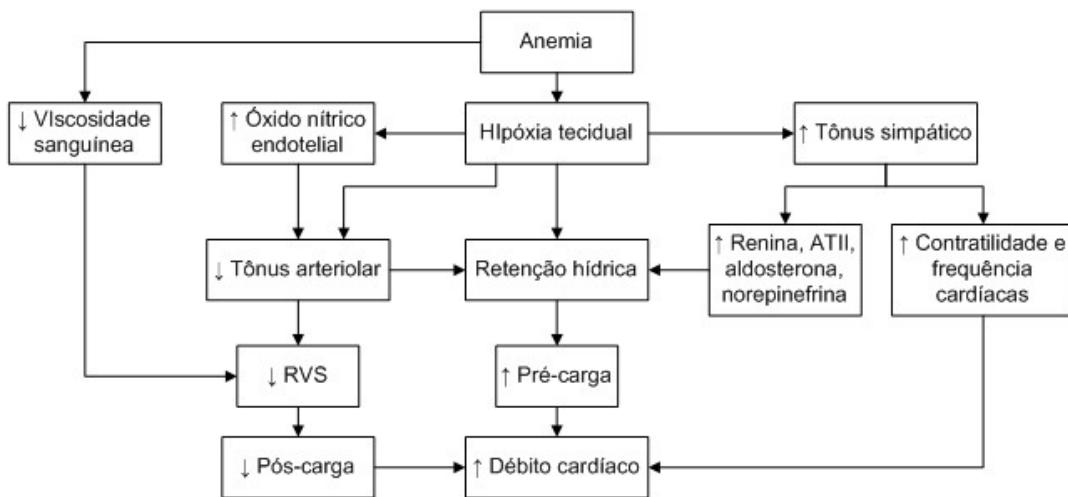 Anemia
↓ VIscosidade
sanguínea
↑ Óxido nítrico
endotelial
HIpóxia tecidual
↑ Tônus simpático
↓ Tônus arteriolar
Retenção hídrica
↑ Renina, ATII,
aldosterona,
norepinefrina
↑ Contratilidade e
frequência
cardíacas
↓ RVS
↑ Pré-carga
↓ Pós-carga
↑ Débito cardíaco